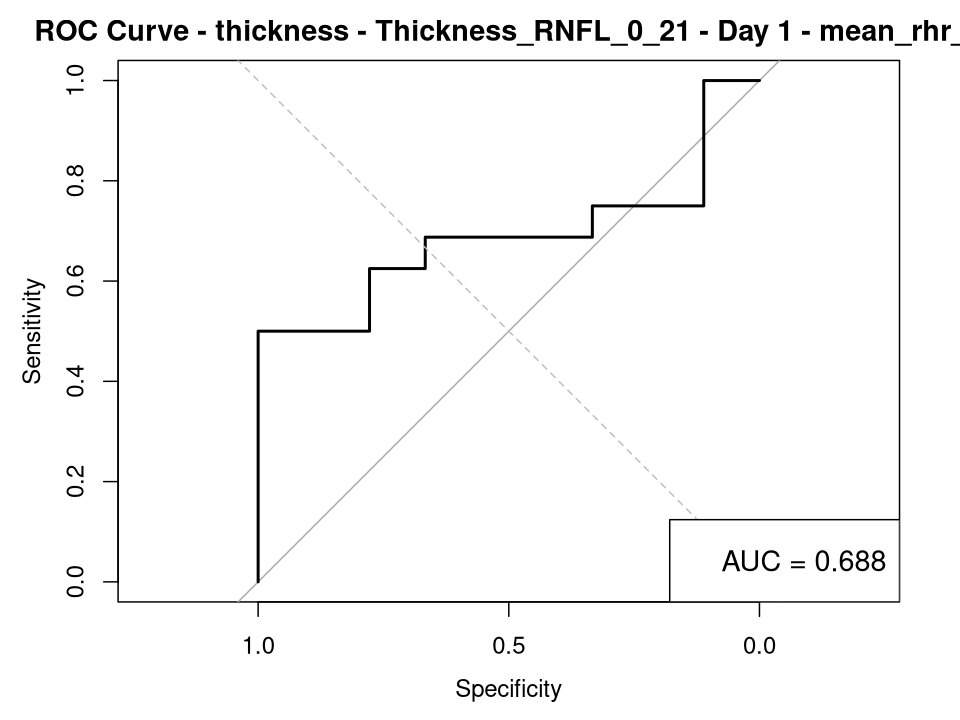 ROC Curve - thickness - Thickness_RNFL_0_21 - Day 1 - mean_rhr_
Sensitivity
1.0
0.8
0.6
0.4
0.2
0.0
AUC = 0.688
1.0 0.5 0.0
Specificity